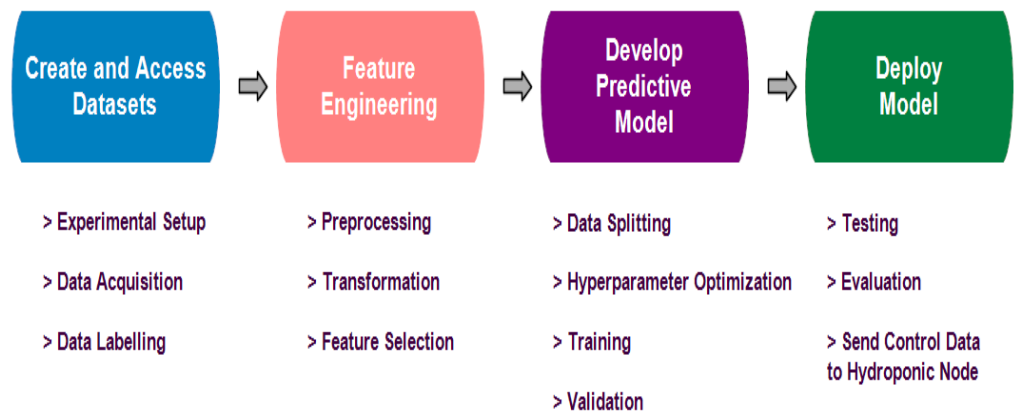 Create and Access
Datasets
Feature
Engineering
Develop
Predictive
Model
Deploy
Model
> Experimental Setup
> Data Acquisition
> Data Labelling
> Preprocessing
> Transformation
> Feature Selection
> Data Splitting
> Hyperparameter Optimization
> Training
> Validation
> Testing
> Evaluation
> Send Control Data
to Hydroponic Node